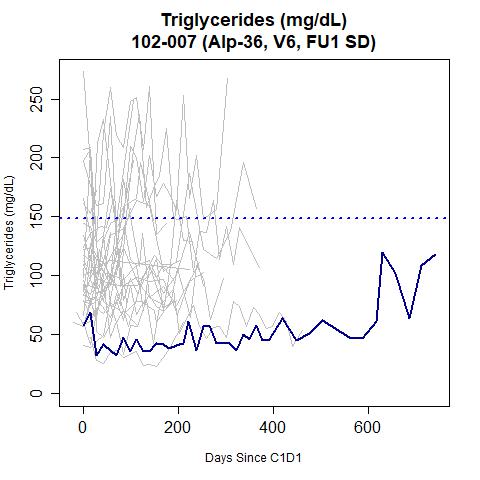 Triglycerides (mg/dL)
102-007 (Alp-36, V6, FU1 SD)
Triglycerides (mg/dL)
250
200
150
100
50
0
0 200 400 600
Days Since C1D1